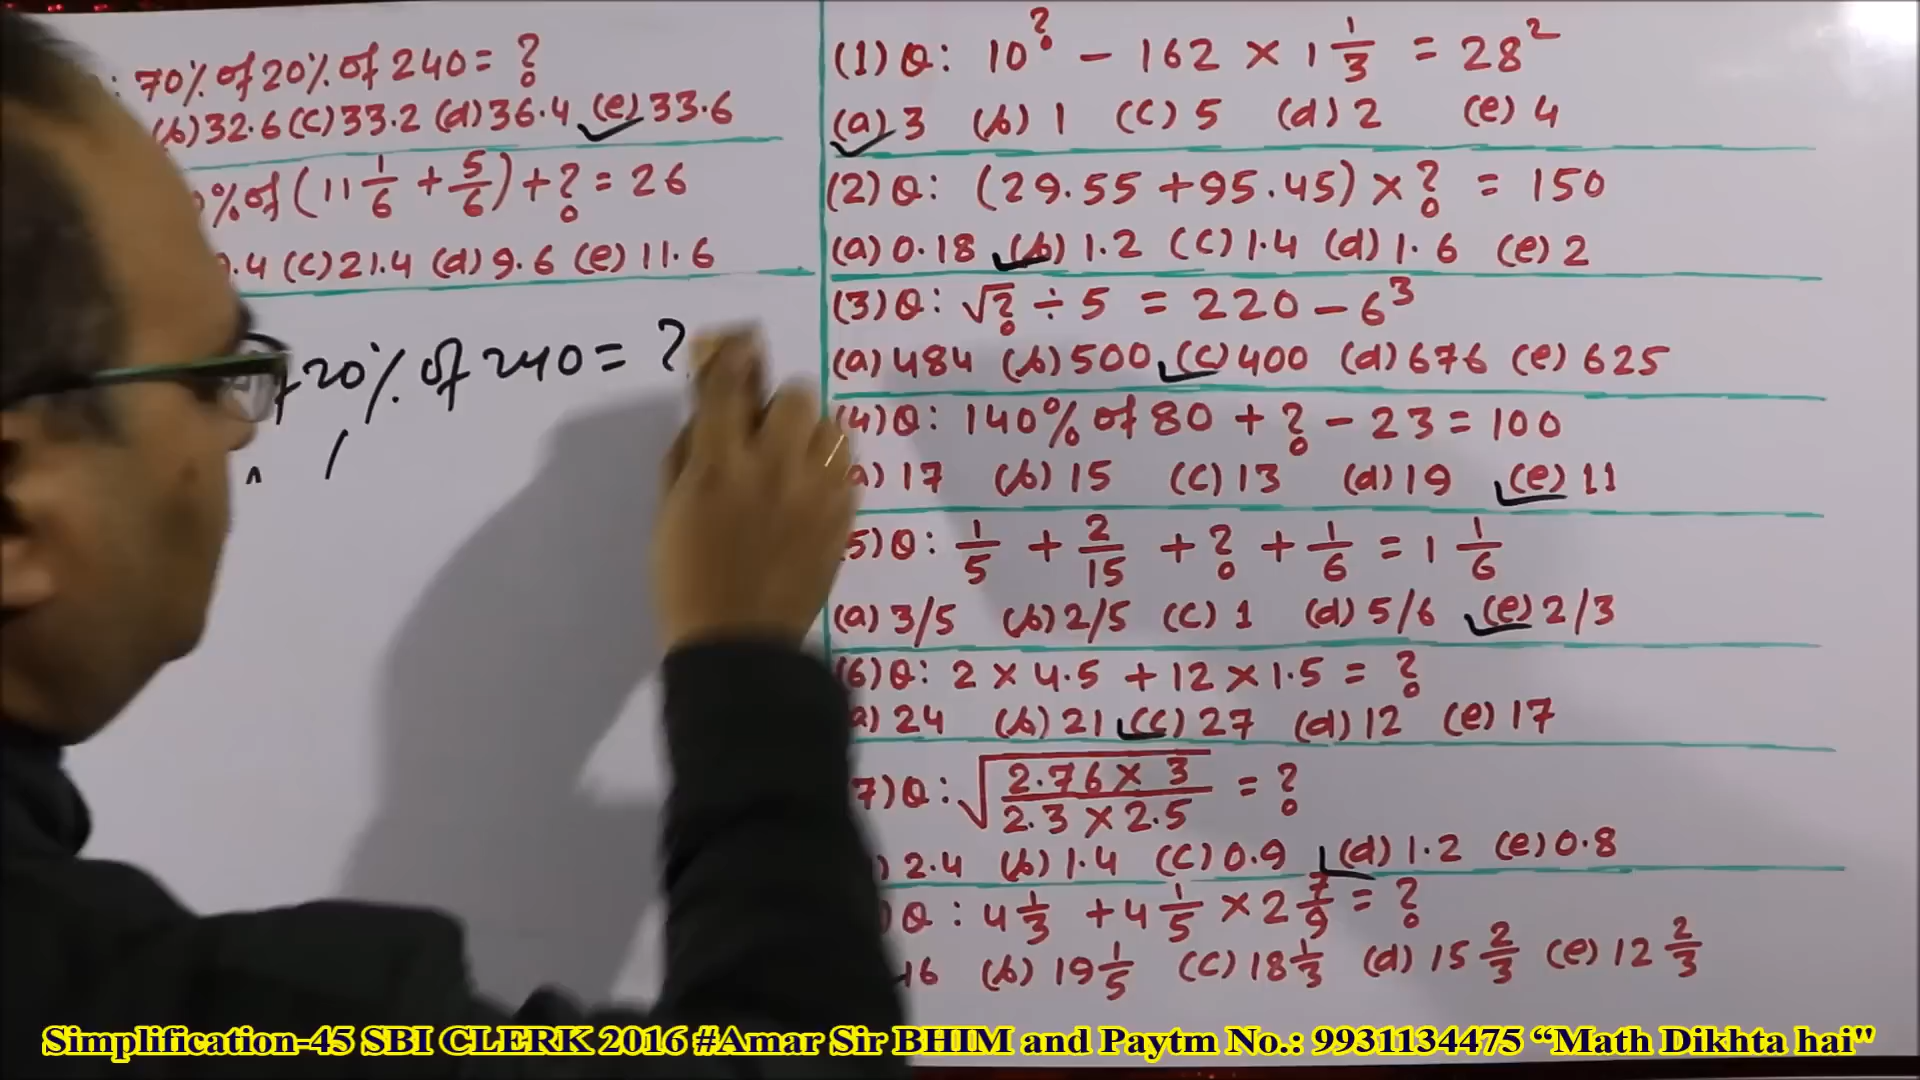 : 70% of 20% of 240 = ?
(b) 32.6 (c) 33.2 (d) 36.4 (e) 33.6
% of (11 1/6 + 5/6) + ? = 26
.4 (c) 21.4 (d) 9.6 (e) 11.6
of 20% of 240 = ?
(1) Q: 10^? - 162 × 1 1/3 = 28²
(a) 3 (b) 1 (c) 5 (d) 2 (e) 4
(2) Q: (29.55 + 95.45) × ? = 150
(a) 0.18 (b) 1.2 (c) 1.4 (d) 1.6 (e) 2
(3) Q: √? ÷ 5 = 220 - 6³
(a) 484 (b) 500 (c) 400 (d) 676 (e) 625
4) Q: 140% of 80 + ? - 23 = 100
a) 17 (b) 15 (c) 13 (d) 19 (e) 11
5) Q: 1/5 + 2/15 + ? + 1/6 = 1 1/6
(a) 3/5 (b) 2/5 (c) 1 (d) 5/6 (e) 2/3
(6) Q: 2 × 4.5 + 12 × 1.5 = ?
a) 24 (b) 21 (c) 27 (d) 12 (e) 17
7) Q: √(2.76 × 3 / 2.3 × 2.5) = ?
) 2.4 (b) 1.4 (c) 0.9 (d) 1.2 (e) 0.8
) Q: 4 1/3 + 4 1/5 × 2 7/9 = ?
16 (b) 19 1/5 (c) 18 1/3 (d) 15 2/3 (e) 12 2/3
Simplification-45 SBI CLERK 2016 #Amar Sir BHIM and Paytm No.: 9931134475 “Math Dikhta hai"